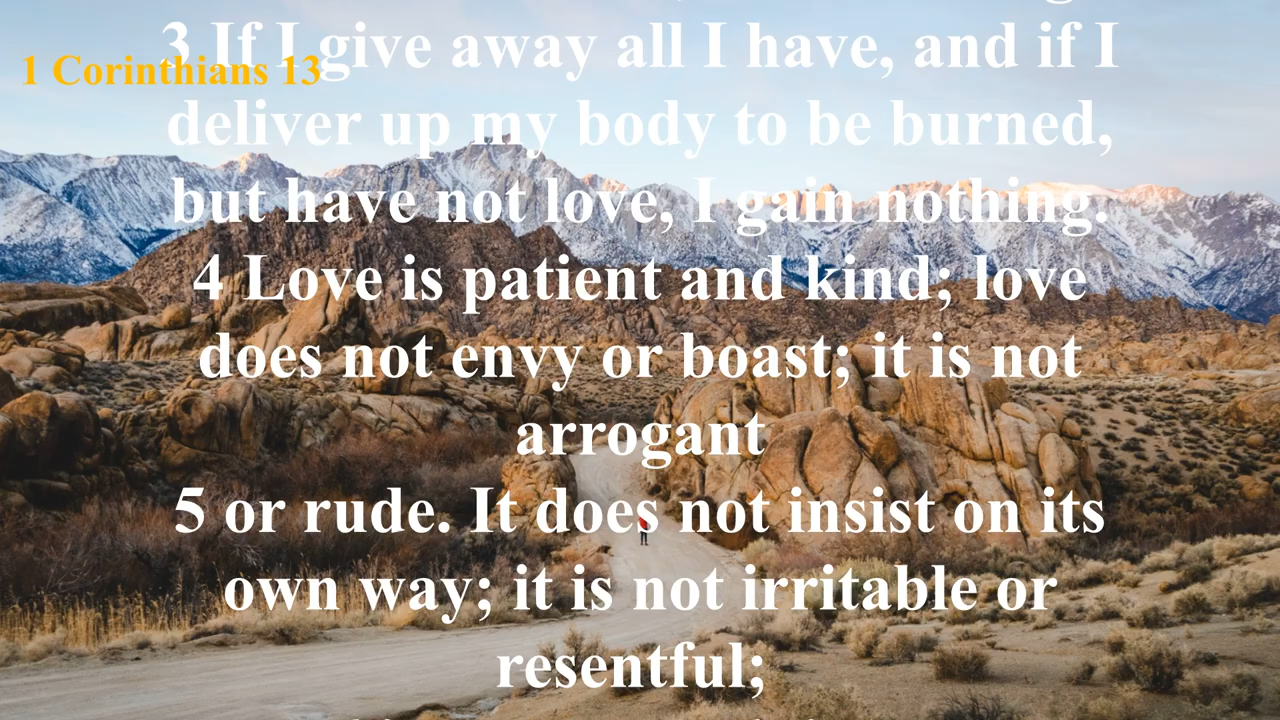 1 Corinthians 13
3 If I give away all I have, and if I
deliver up my body to be burned,
but have not love, I gain nothing.
4 Love is patient and kind; love
does not envy or boast; it is not
arrogant
5 or rude. It does not insist on its
own way; it is not irritable or
resentful;